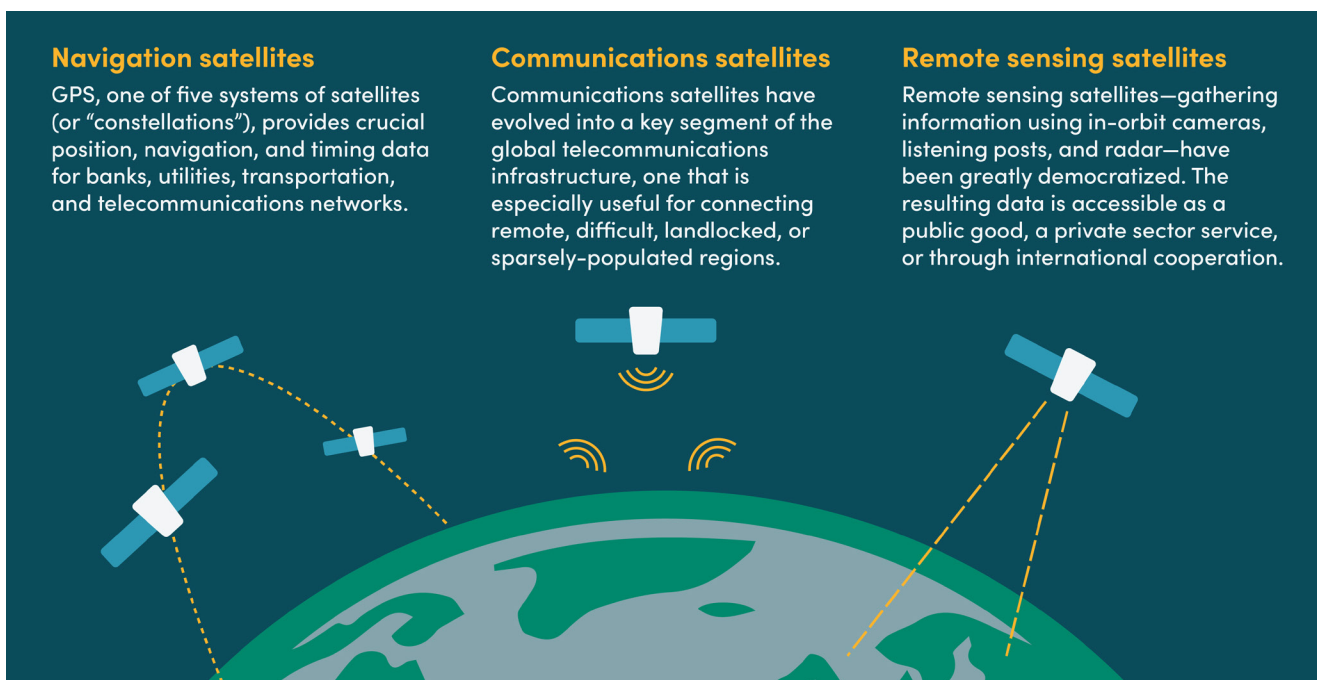 Navigation satellites
GPS, one of five systems of satellites
(or “constellations”), provides crucial
position, navigation, and timing data
for banks, utilities, transportation,
and telecommunications networks.
Communications satellites
Communications satellites have
evolved into a key segment of the
global telecommunications
infrastructure, one that is
especially useful for connecting
remote, difficult, landlocked, or
sparsely-populated regions.
Remote sensing satellites
Remote sensing satellites—gathering
information using in-orbit cameras,
listening posts, and radar—have
been greatly democratized. The
resulting data is accessible as a
public good, a private sector service,
or through international cooperation.